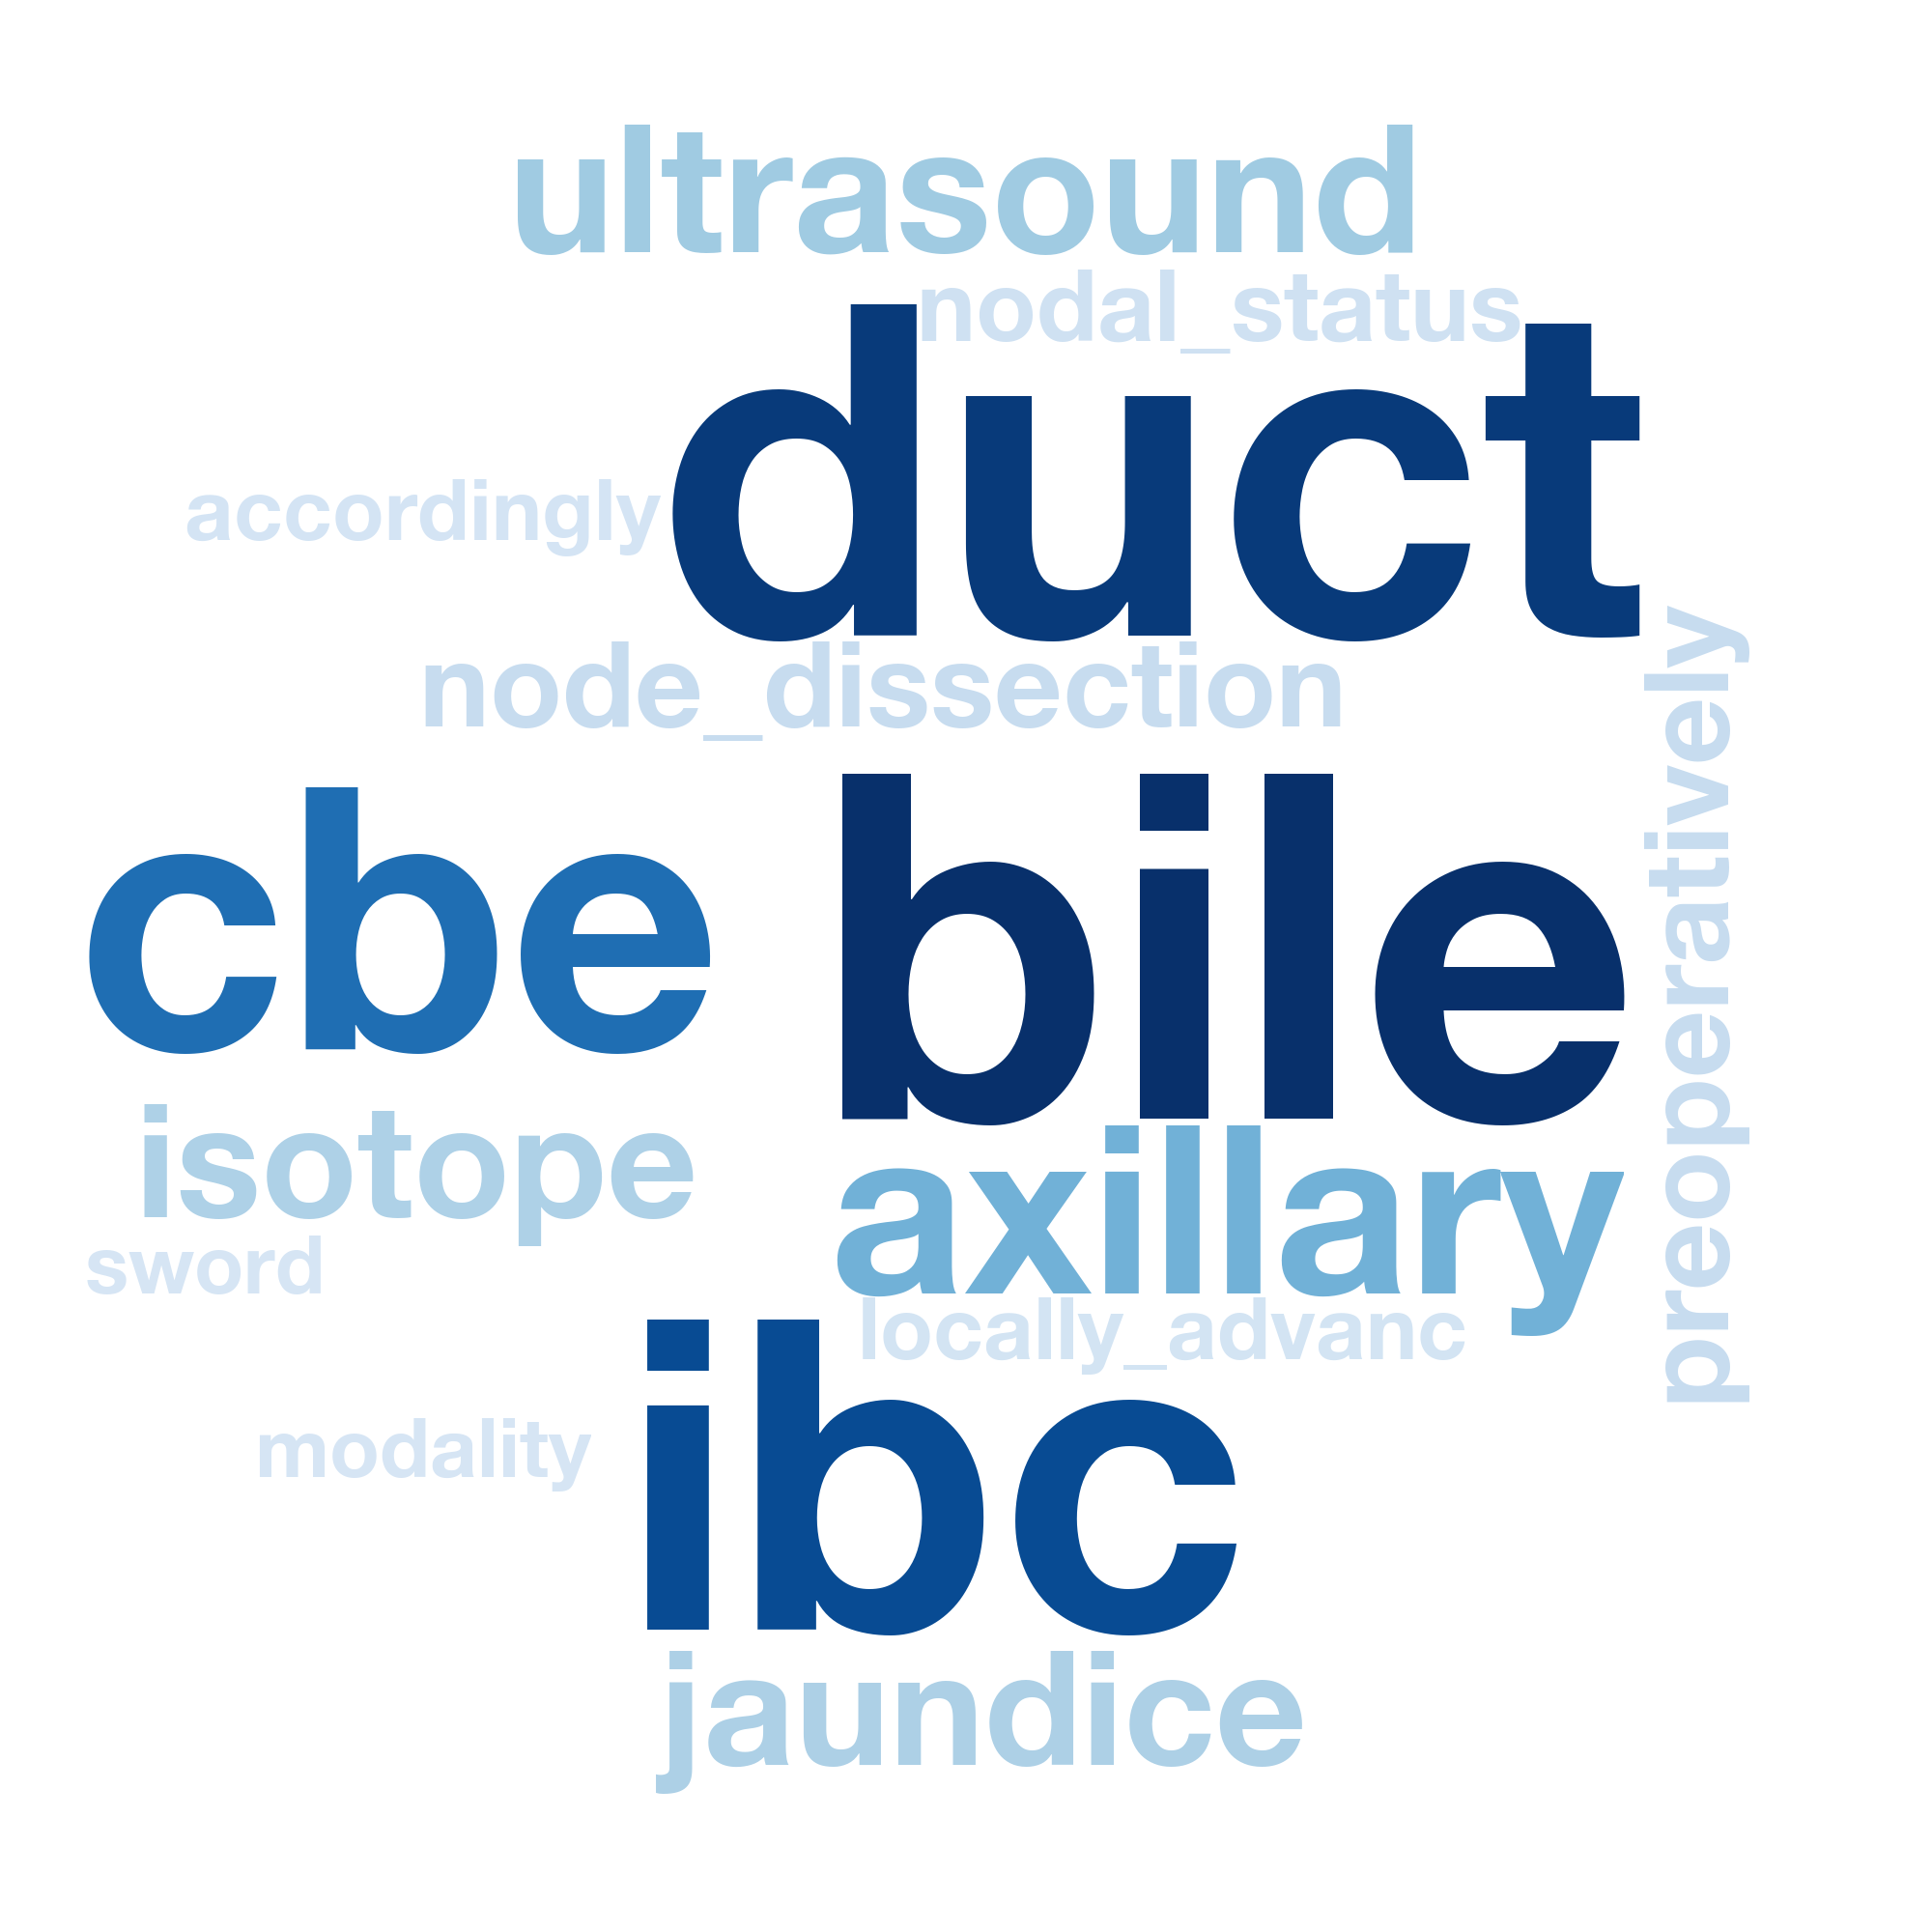 ultrasound
nodal_status
duct
accordingly
node_dissection
preoperatively
cbe
bile
isotope
axillary
sword
locally_advanc
ibc
modality
jaundice